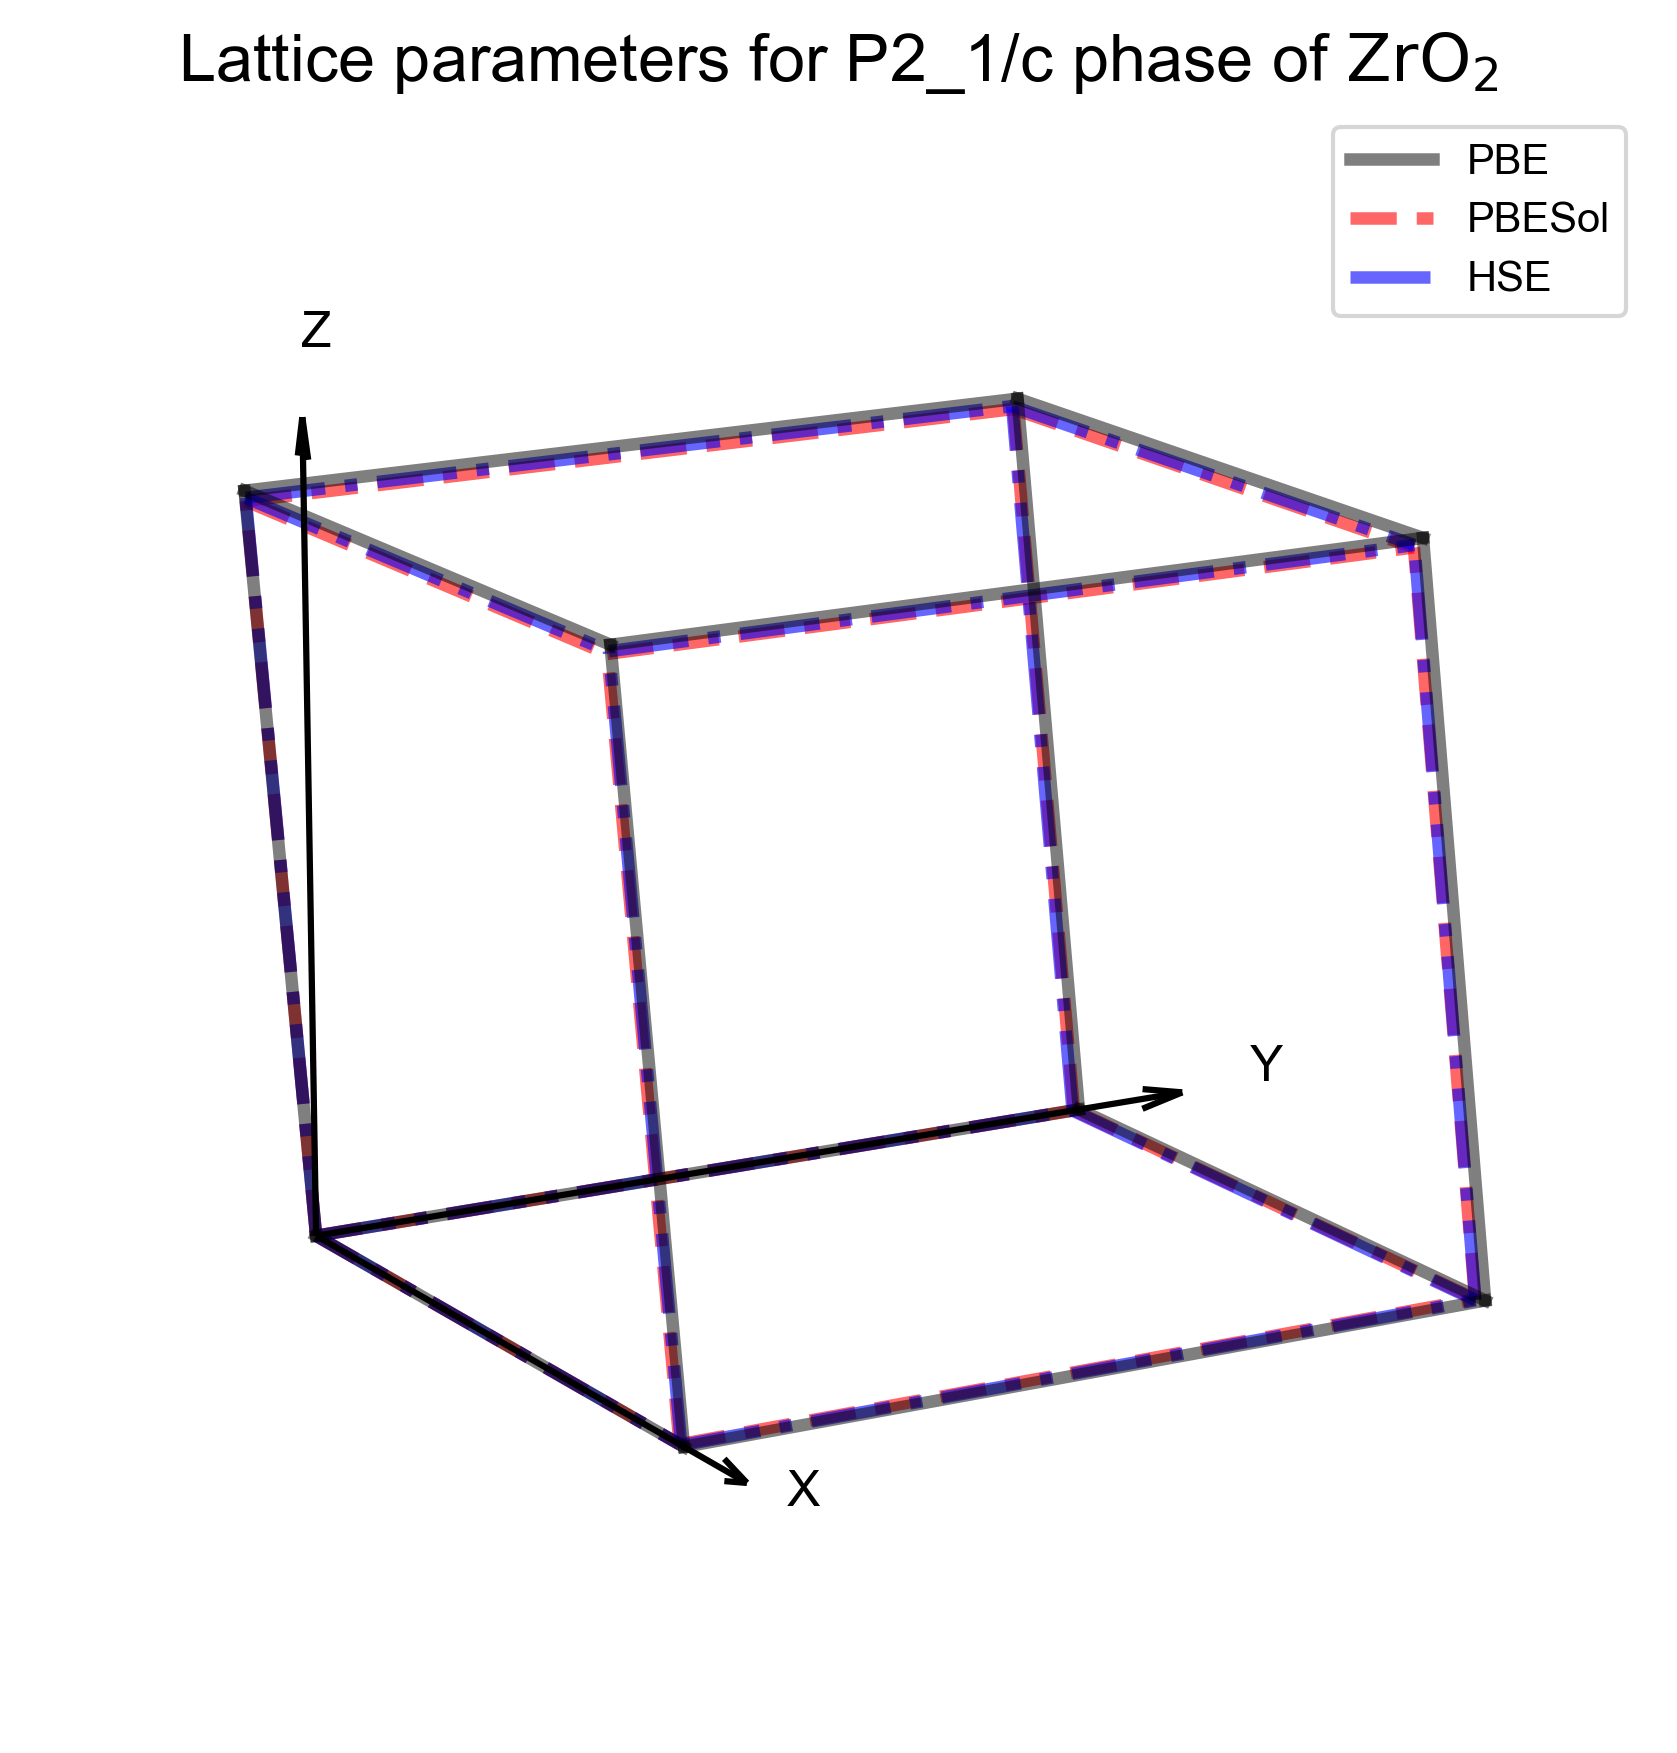 Lattice parameters for P2_1/c phase of ZrO₂
PBE
PBESol
HSE
Z
Y
X